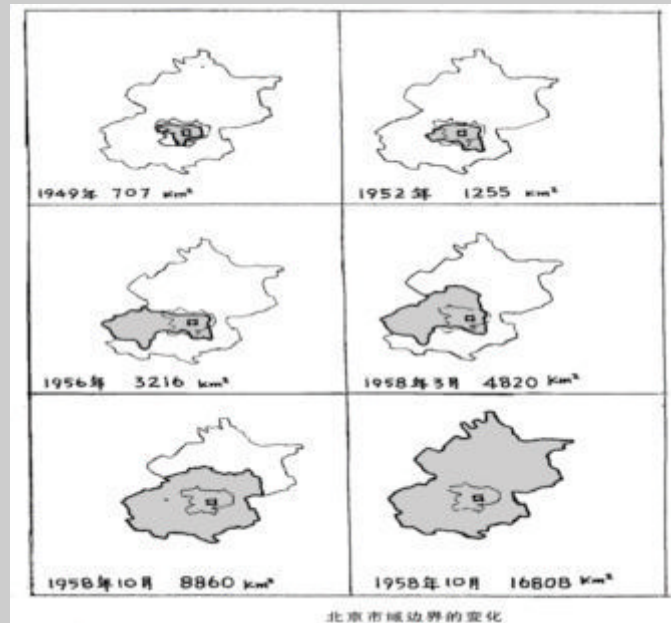 1949年 707 Km²
1952年 1255 Km²
1956年 3216 Km²
1958年3月 4820 Km²
1958年10月 8860 Km²
1958年10月 16808 Km²
北京市域边界的变化